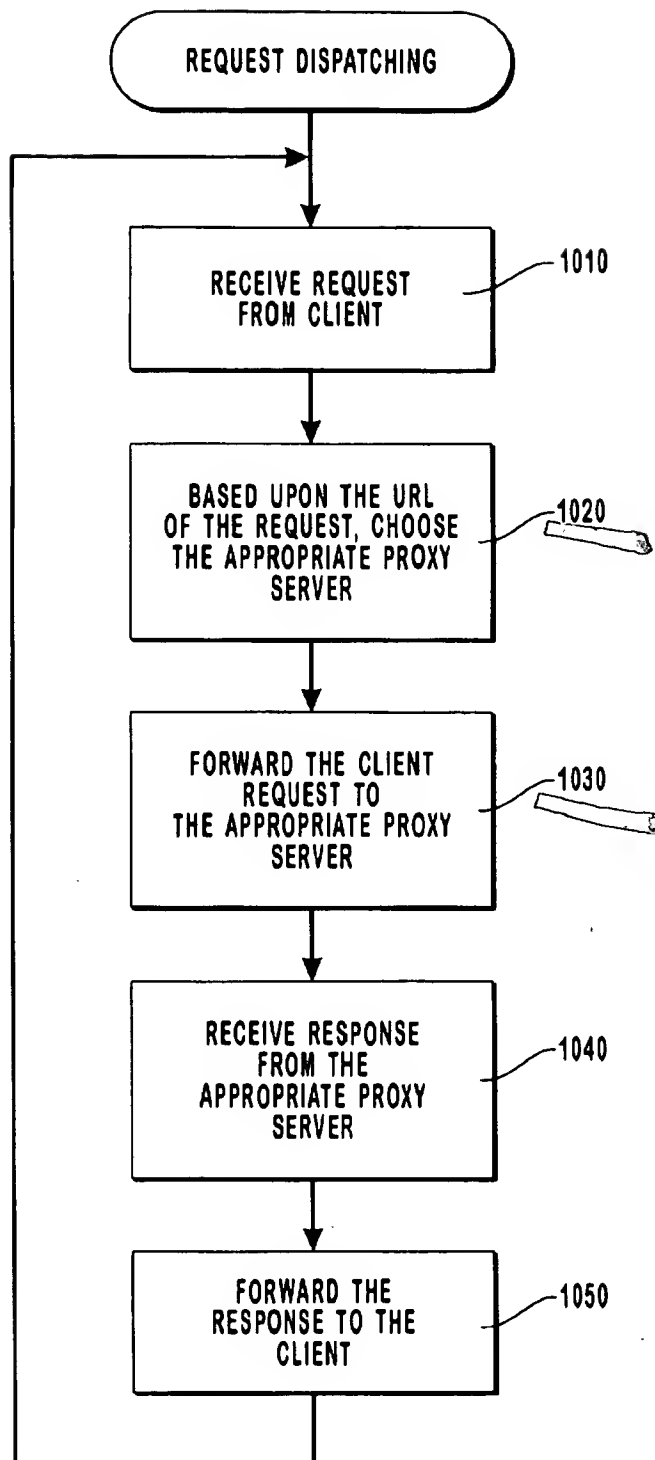 REQUEST DISPATCHING
RECEIVE REQUEST
FROM CLIENT
1010
BASED UPON THE URL
OF THE REQUEST, CHOOSE
THE APPROPRIATE PROXY
SERVER
1020
FORWARD THE CLIENT
REQUEST TO
THE APPROPRIATE PROXY
SERVER
1030
RECEIVE RESPONSE
FROM THE
APPROPRIATE PROXY
SERVER
1040
FORWARD THE
RESPONSE TO THE
CLIENT
1050